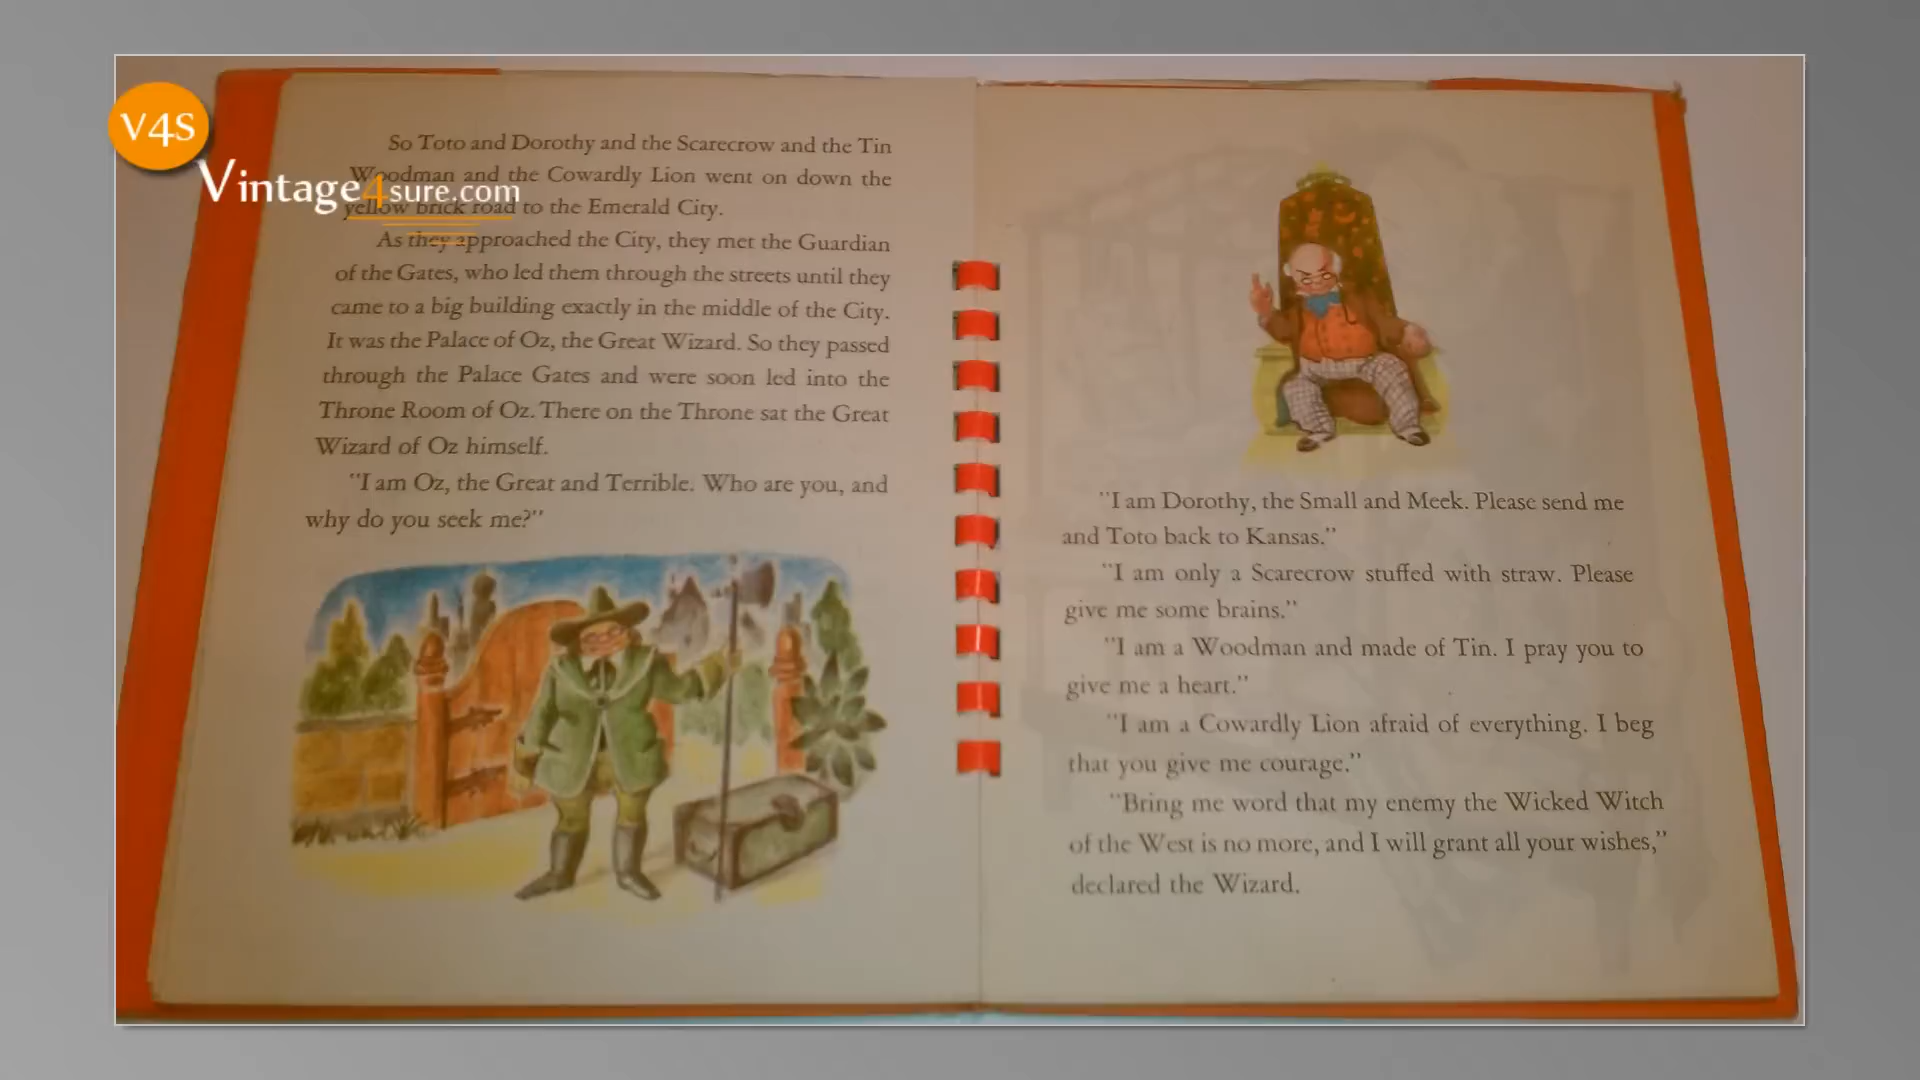 V4S
Vintage4sure.com
So Toto and Dorothy and the Scarecrow and the Tin
Woodman and the Cowardly Lion went on down the
yellow brick road to the Emerald City.
As they approached the City, they met the Guardian
of the Gates, who led them through the streets until they
came to a big building exactly in the middle of the City.
It was the Palace of Oz, the Great Wizard. So they passed
through the Palace Gates and were soon led into the
Throne Room of Oz. There on the Throne sat the Great
Wizard of Oz himself.
"I am Oz, the Great and Terrible. Who are you, and
why do you seek me?"
"I am Dorothy, the Small and Meek. Please send me
and Toto back to Kansas."
"I am only a Scarecrow stuffed with straw. Please
give me some brains."
"I am a Woodman and made of Tin. I pray you to
give me a heart."
"I am a Cowardly Lion afraid of everything. I beg
that you give me courage."
"Bring me word that my enemy the Wicked Witch
of the West is no more, and I will grant all your wishes,"
declared the Wizard.